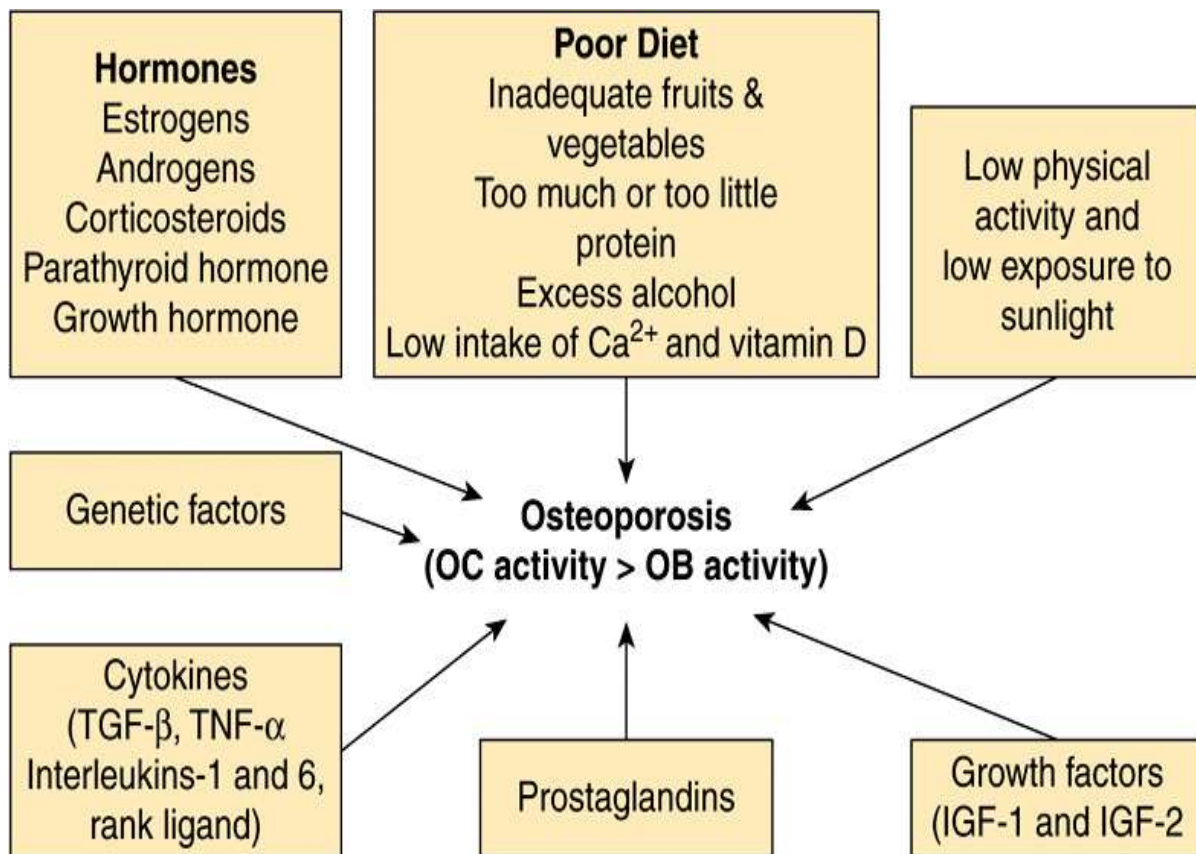 Hormones
Estrogens
Androgens
Corticosteroids
Parathyroid hormone
Growth hormone
Poor Diet
Inadequate fruits &
vegetables
Too much or too little
protein
Excess alcohol
Low intake of Ca²⁺ and vitamin D
Low physical
activity and
low exposure to
sunlight
Genetic factors
Osteoporosis
(OC activity > OB activity)
Cytokines
(TGF-β, TNF-α
Interleukins-1 and 6,
rank ligand)
Prostaglandins
Growth factors
(IGF-1 and IGF-2